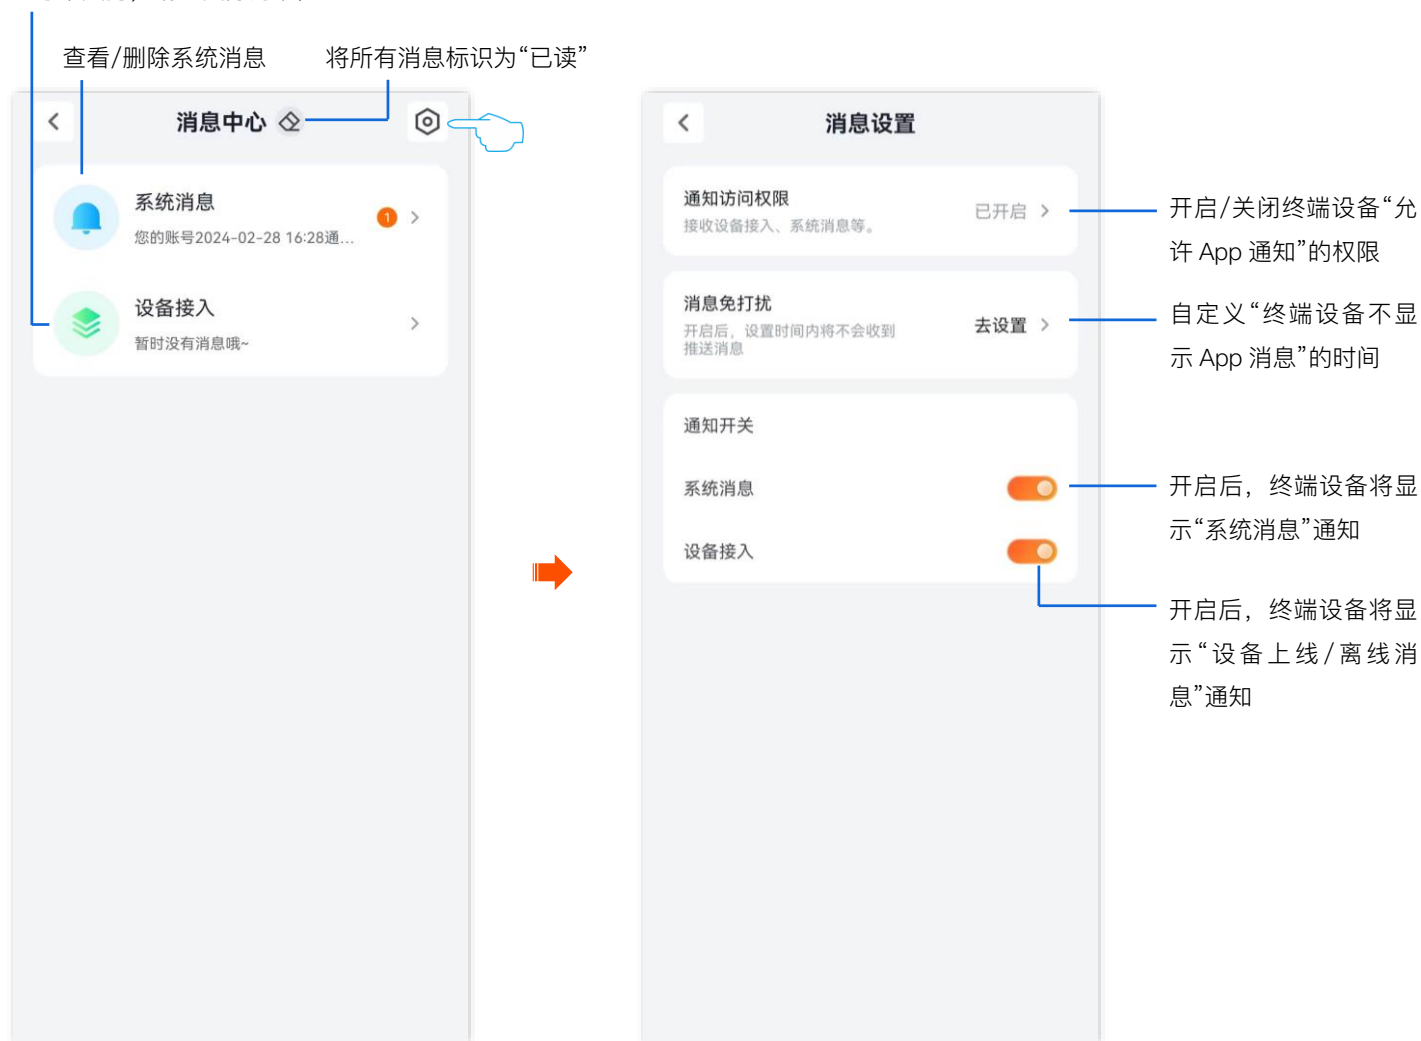 查看/删除系统消息
将所有消息标识为“已读”
消息中心
系统消息
1
您的账号2024-02-28 16:28通...
设备接入
暂时没有消息哦~
消息设置
通知访问权限
接收设备接入、系统消息等。
已开启
开启/关闭终端设备“允
许 App 通知”的权限
消息免打扰
开启后，设置时间内将不会收到
推送消息
去设置
自定义“终端设备不显
示 App 消息”的时间
通知开关
系统消息
开启后，终端设备将显
示“系统消息”通知
设备接入
开启后，终端设备将显
示“设备上线/离线消
息”通知